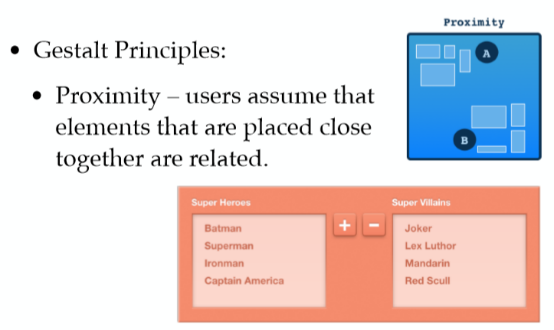 Proximity
• Gestalt Principles:
A
• Proximity – users assume that
elements that are placed close
together are related.
B
Super Heroes
Batman
Superman
Ironman
Captain America
+ −
Super Villains
Joker
Lex Luthor
Mandarin
Red Scull